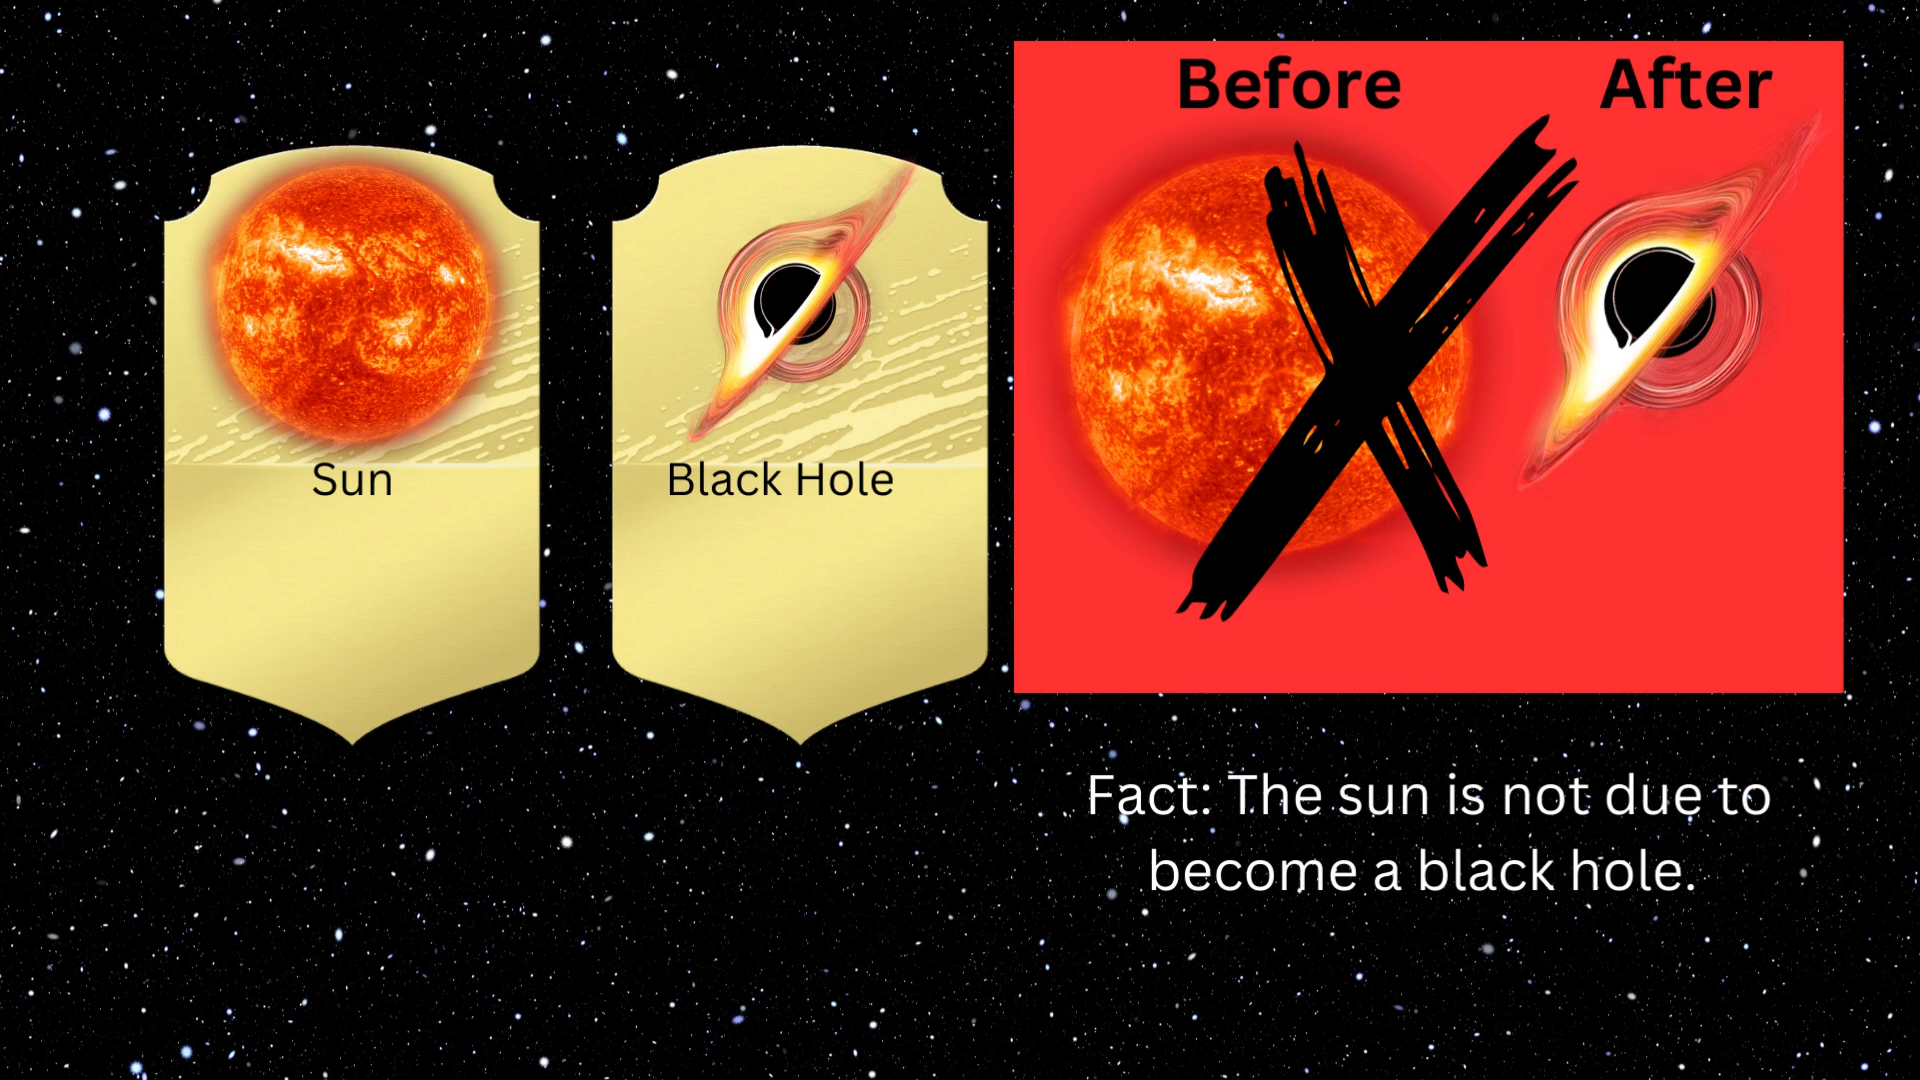 Sun
Black Hole
Before
After
Fact: The sun is not due to
become a black hole.